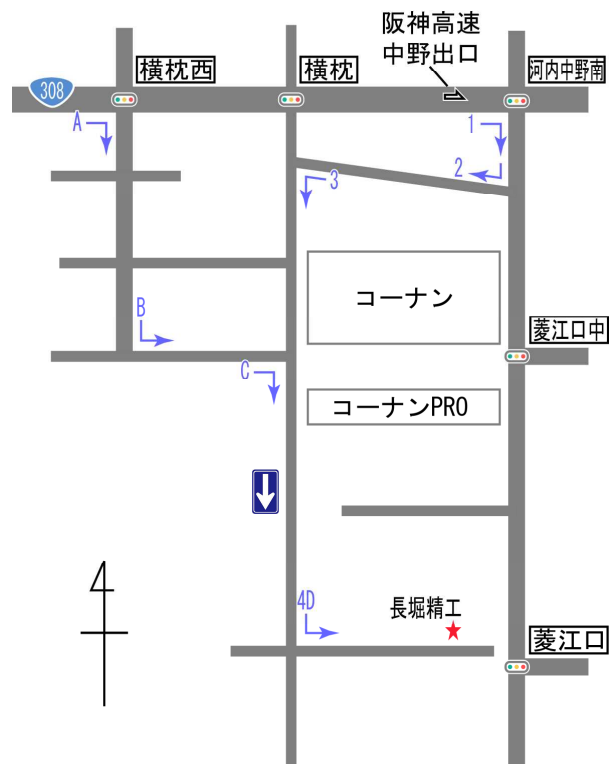 阪神高速
中野出口
横枕西
横枕
河内中野南
308
A
1
2
3
コーナン
B
菱江口中
C
コーナンPRO
4D
長堀精工
菱江口